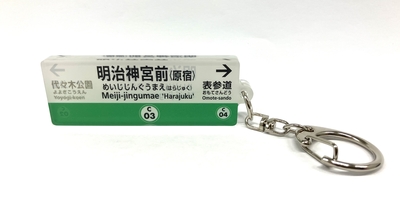 ← →
代々木公園 明治神宮前(原宿) 表参道
よよぎこうえん めいじじんぐうまえ(はらじゅく) おもてさんどう
Yoyogi-koen Meiji-jingumae 'Harajuku' Omote-sando
C C
03 04